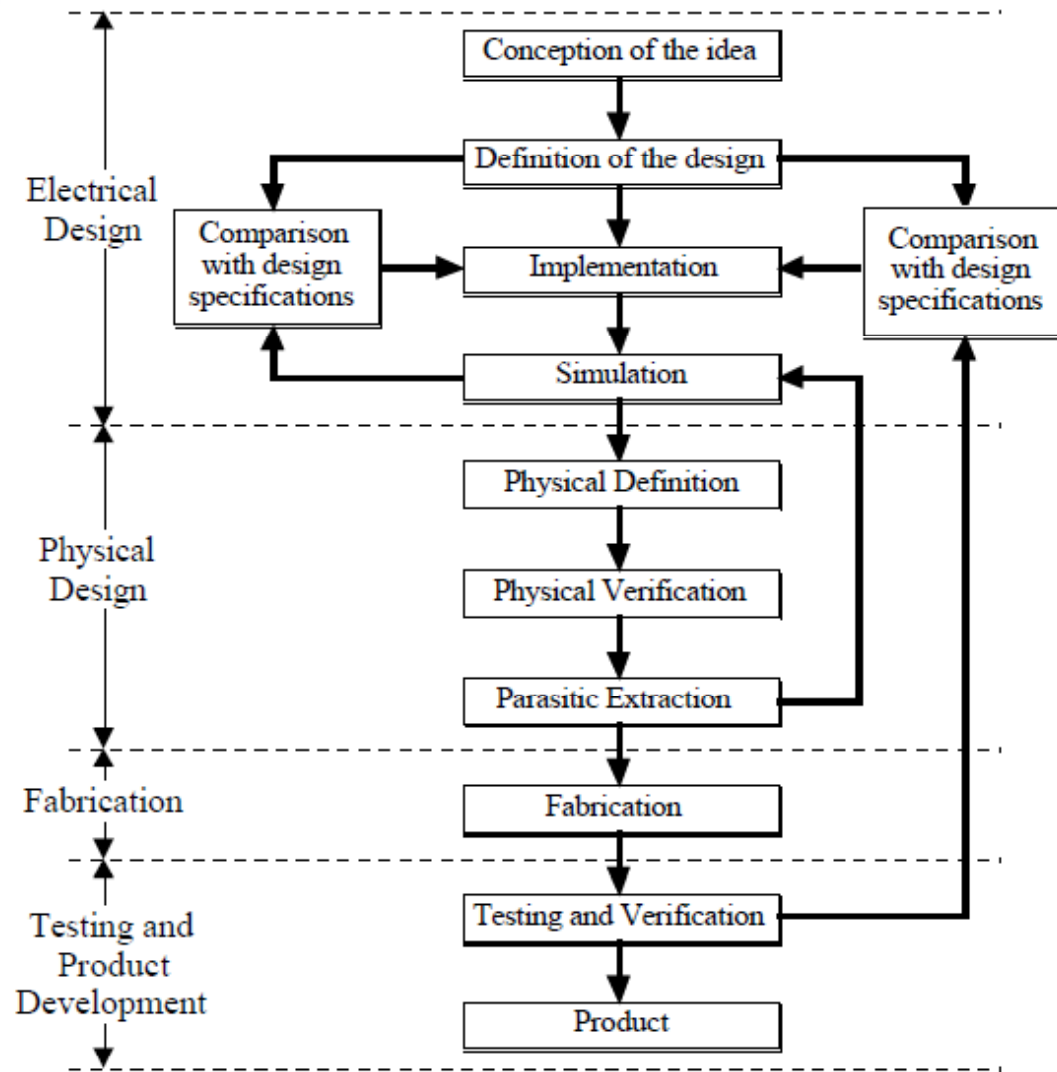 Conception of the idea
Definition of the design
Electrical
Design
Comparison
with design
specifications
Implementation
Comparison
with design
specifications
Simulation
Physical Definition
Physical
Design
Physical Verification
Parasitic Extraction
Fabrication
Fabrication
Testing and Verification
Testing and
Product
Development
Product